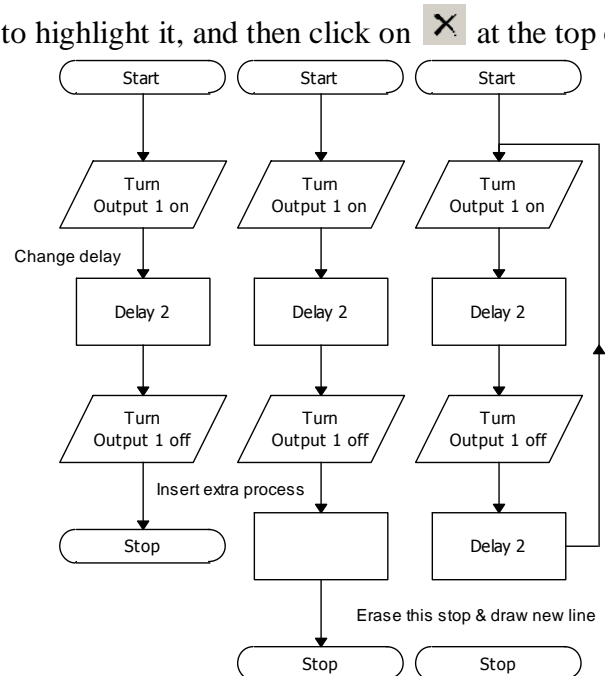 to highlight it, and then click on at the top
Start Start Start
Turn Turn Turn
Output 1 on Output 1 on Output 1 on
Change delay
Delay 2 Delay 2 Delay 2
Turn Turn Turn
Output 1 off Output 1 off Output 1 off
Insert extra process
Stop Delay 2
Erase this stop & draw new line
Stop Stop